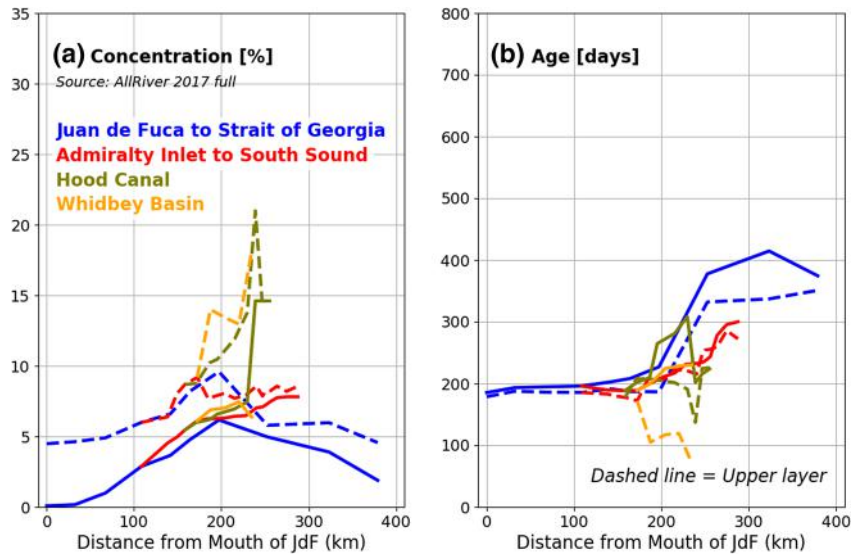 (a) Concentration [%]
Source: AllRiver 2017 full
Juan de Fuca to Strait of Georgia
Admiralty Inlet to South Sound
Hood Canal
Whidbey Basin
35
30
25
20
15
10
5
0
0 100 200 300 400
Distance from Mouth of JdF (km)
(b) Age [days]
800
700
600
500
400
300
200
100
0
Dashed line = Upper layer
0 100 200 300 400
Distance from Mouth of JdF (km)